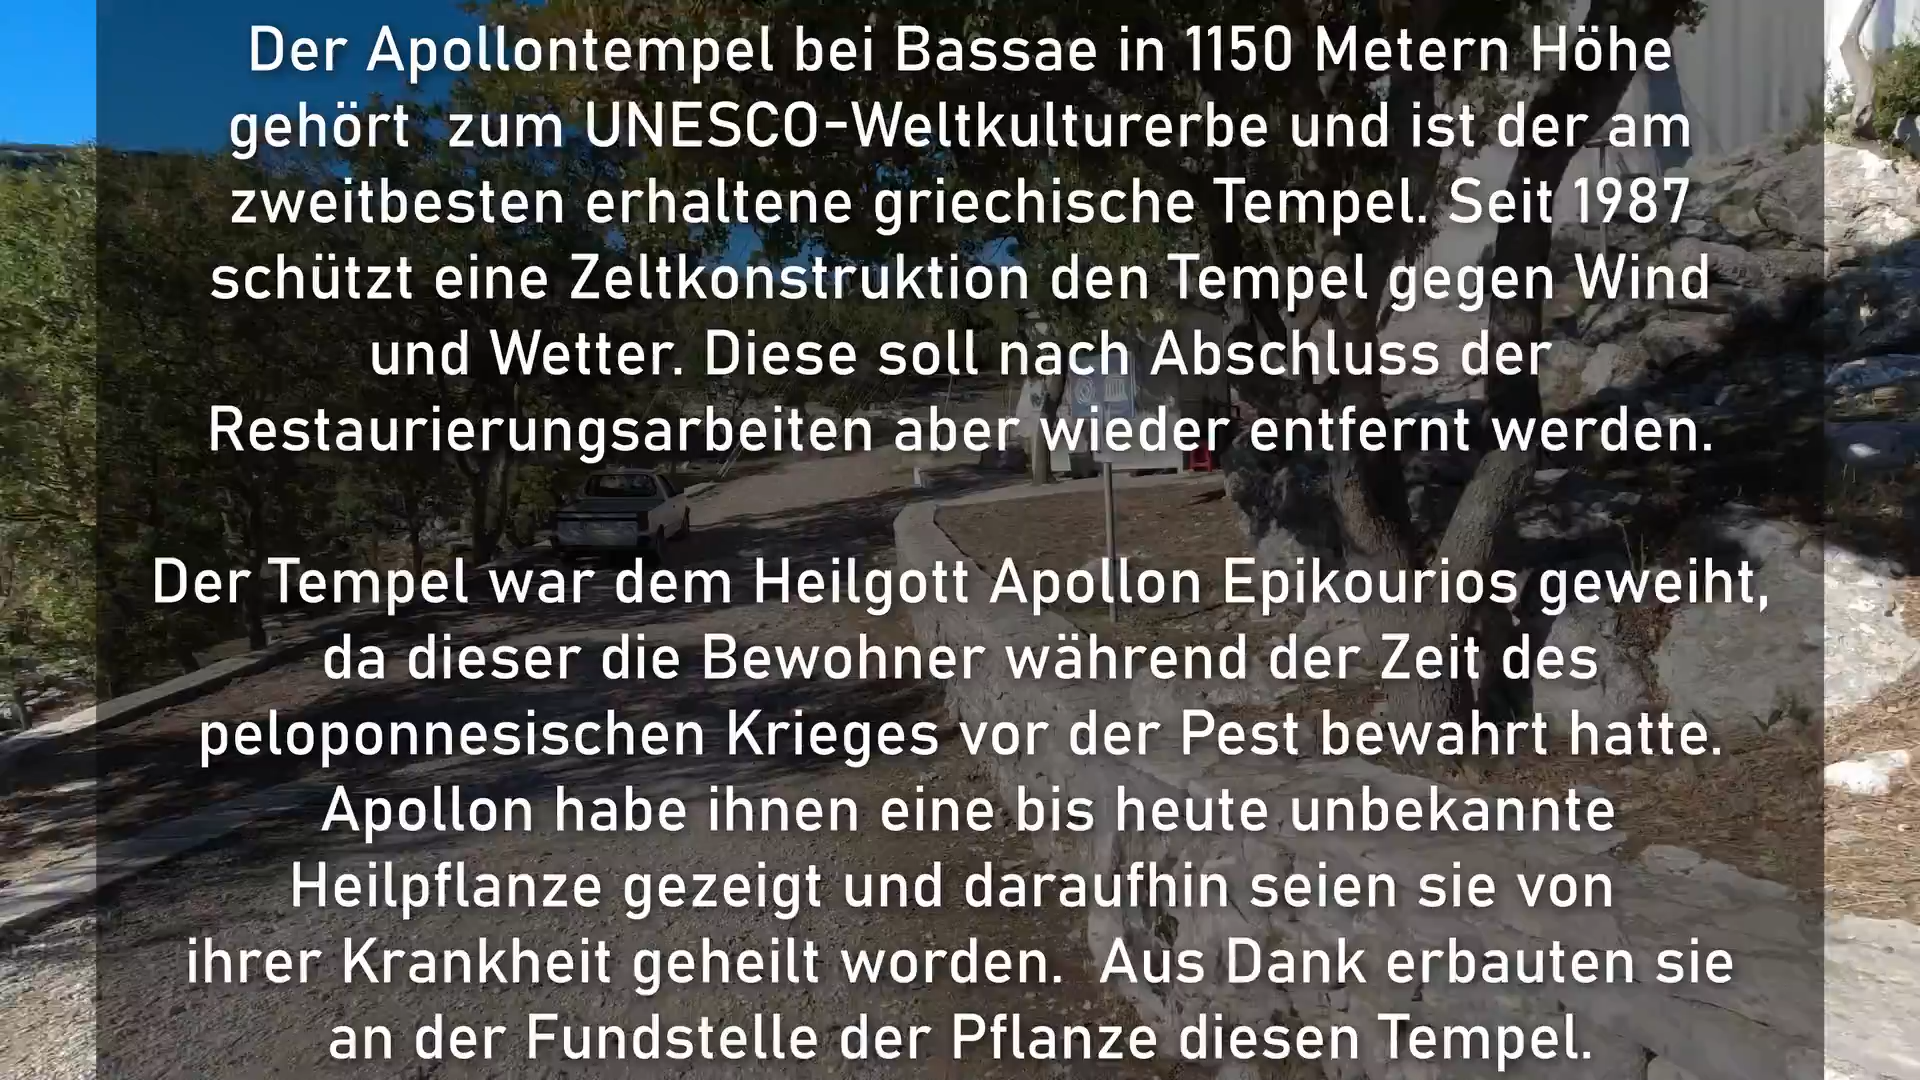 Der Apollontempel bei Bassae in 1150 Metern Höhe
gehört  zum UNESCO-Weltkulturerbe und ist der am
zweitbesten erhaltene griechische Tempel. Seit 1987
schützt eine Zeltkonstruktion den Tempel gegen Wind
und Wetter. Diese soll nach Abschluss der
Restaurierungsarbeiten aber wieder entfernt werden.
Der Tempel war dem Heilgott Apollon Epikourios geweiht,
da dieser die Bewohner während der Zeit des
peloponnesischen Krieges vor der Pest bewahrt hatte.
Apollon habe ihnen eine bis heute unbekannte
Heilpflanze gezeigt und daraufhin seien sie von
ihrer Krankheit geheilt worden.  Aus Dank erbauten sie
an der Fundstelle der Pflanze diesen Tempel.